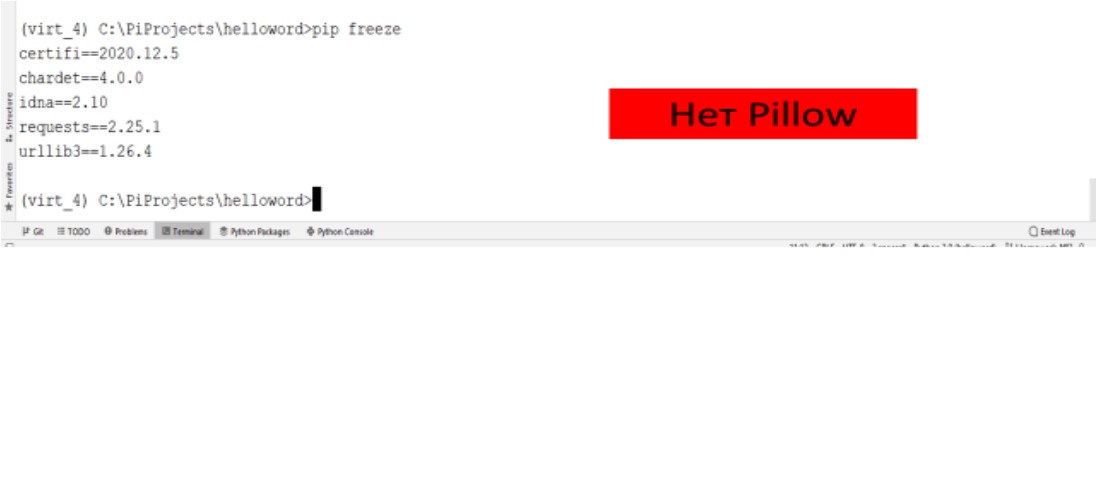 (virt_4) C:\PiProjects\helloword>pip freeze
certifi==2020.12.5
chardet==4.0.0
idna==2.10
requests==2.25.1
urllib3==1.26.4
Нет Pillow
(virt_4) C:\PiProjects\helloword>
Structure
Favorites
Git TODO Problems Terminal Python Packages Python Console Event Log